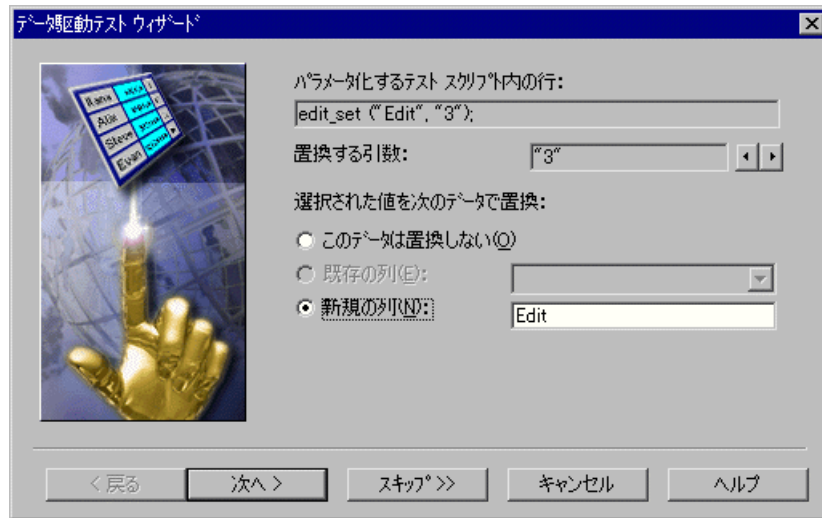 データ駆動テスト ウィザード
パラメータ化するテスト スクリプト内の行:
edit_set ("Edit", "3");
置換する引数: "3"
選択された値を次のデータで置換:
このデータは置換しない(O)
既存の列(E):
新規の列(N): Edit
Rana
Alix
Steve
Evan
< 戻る 次へ > スキップ >> キャンセル ヘルプ